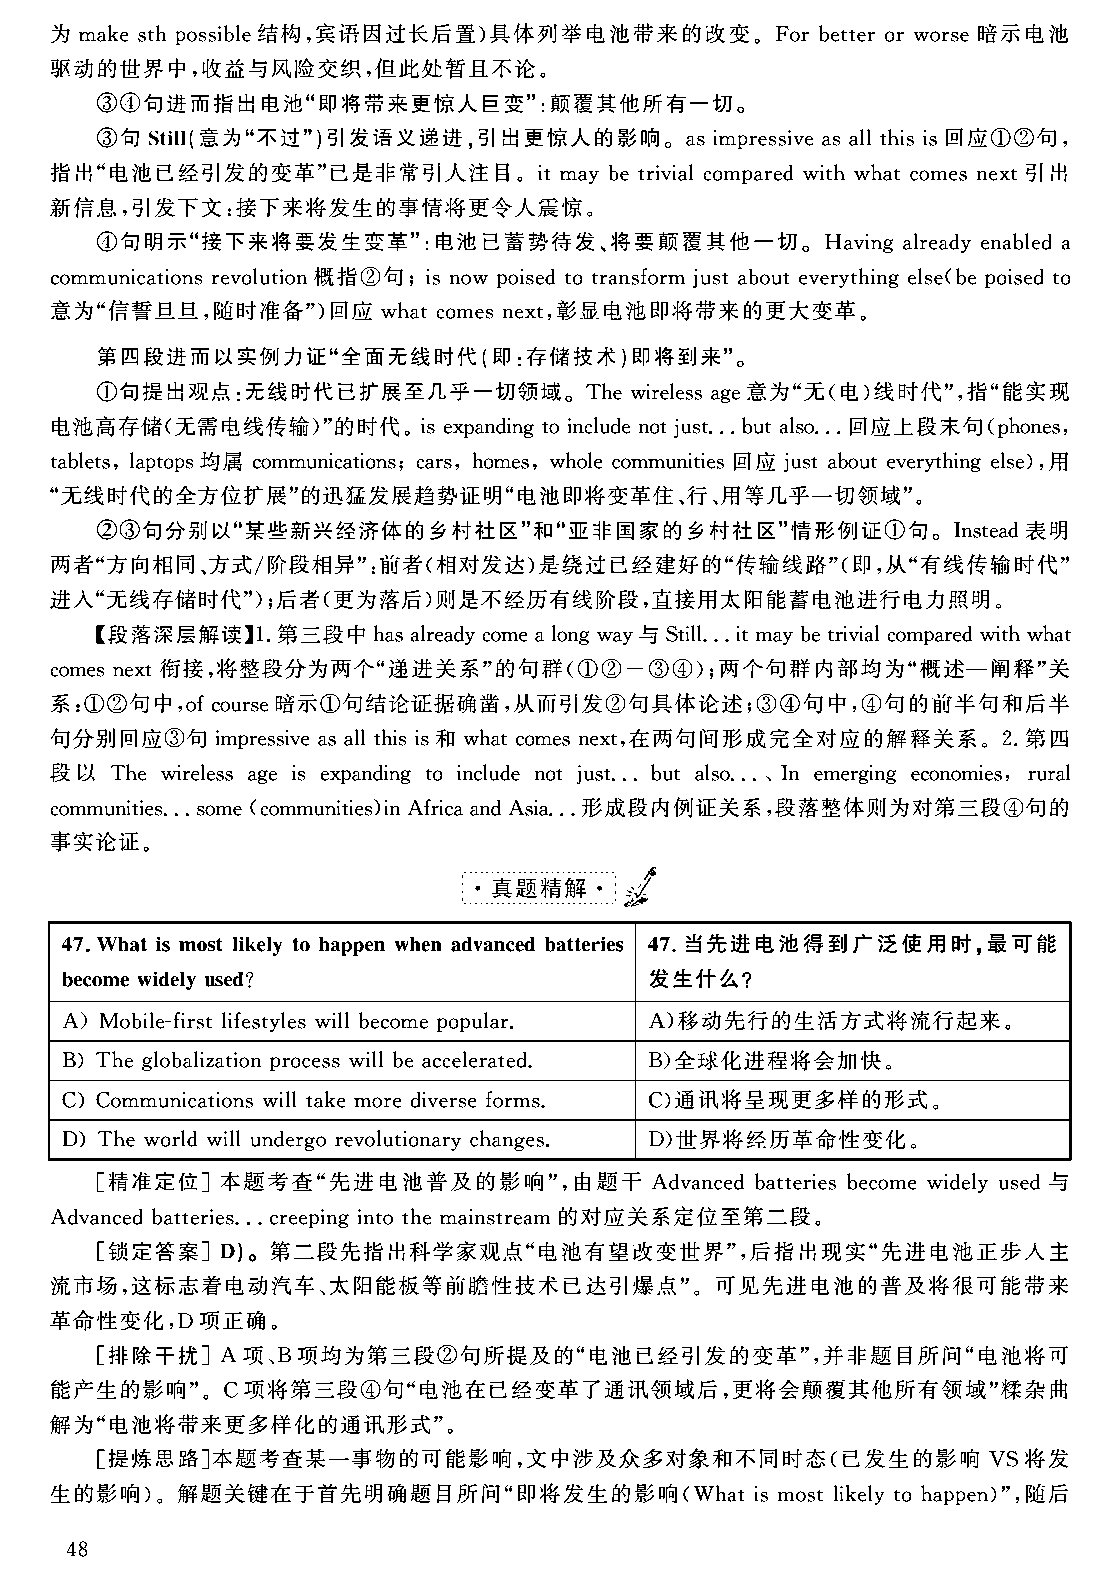 为 make sth possible 结构,宾语因过长后置)具体列举电池带来的改变。For better or worse 暗示电池
驱动的世界中,收益与风险交织,但此处暂且不论。
③④句进而指出电池“即将带来更惊人巨变”:颠覆其他所有一切。
③句 Still(意为“不过”)引发语义递进,引出更惊人的影响。as impressive as all this is 回应①②句,
指出“电池已经引发的变革”已是非常引人注目。it may be trivial compared with what comes next 引出
新信息,引发下文:接下来将发生的事情将更令人震惊。
④句明示“接下来将要发生变革”:电池已蓄势待发、将要颠覆其他一切。Having already enabled a
communications revolution 概指②句；is now poised to transform just about everything else(be poised to
意为“信誓旦旦,随时准备”)回应 what comes next,彰显电池即将带来的更大变革。
第四段进而以实例力证“全面无线时代(即:存储技术)即将到来”。
①句提出观点:无线时代已扩展至几乎一切领域。The wireless age 意为“无(电)线时代”,指“能实现
电池高存储(无需电线传输)”的时代。is expanding to include not just... but also... 回应上段末句(phones,
tablets, laptops 均属 communications; cars, homes, whole communities 回应 just about everything else),用
“无线时代的全方位扩展”的迅猛发展趋势证明“电池即将变革住、行、用等几乎一切领域”。
②③句分别以“某些新兴经济体的乡村社区”和“亚非国家的乡村社区”情形例证①句。Instead 表明
两者“方向相同、方式/阶段相异”:前者(相对发达)是绕过已经建好的“传输线路”(即,从“有线传输时代”
进入“无线存储时代”);后者(更为落后)则是不经历有线阶段,直接用太阳能蓄电池进行电力照明。
【段落深层解读】1. 第三段中 has already come a long way 与 Still... it may be trivial compared with what
comes next 衔接,将整段分为两个“递进关系”的句群(①②－③④);两个句群内部均为“概述—阐释”关
系:①②句中,of course 暗示①句结论证据确凿,从而引发②句具体论述;③④句中,④句的前半句和后半
句分别回应③句 impressive as all this is 和 what comes next,在两句间形成完全对应的解释关系。2. 第四
段以 The wireless age is expanding to include not just... but also...、In emerging economies, rural
communities... some (communities)in Africa and Asia... 形成段内例证关系,段落整体则为对第三段④句的
事实论证。
·真题精解·
47. What is most likely to happen when advanced batteries
become widely used?
47. 当先进电池得到广泛使用时,最可能
发生什么?
A) Mobile-first lifestyles will become popular.
A)移动先行的生活方式将流行起来。
B) The globalization process will be accelerated.
B)全球化进程将会加快。
C) Communications will take more diverse forms.
C)通讯将呈现更多样的形式。
D) The world will undergo revolutionary changes.
D)世界将经历革命性变化。
[精准定位] 本题考查“先进电池普及的影响”,由题干 Advanced batteries become widely used 与
Advanced batteries... creeping into the mainstream 的对应关系定位至第二段。
[锁定答案] D)。第二段先指出科学家观点“电池有望改变世界”,后指出现实“先进电池正步入主
流市场,这标志着电动汽车、太阳能板等前瞻性技术已达引爆点”。可见先进电池的普及将很可能带来
革命性变化,D 项正确。
[排除干扰] A 项、B 项均为第三段②句所提及的“电池已经引发的变革”,并非题目所问“电池将可
能产生的影响”。C 项将第三段④句“电池在已经变革了通讯领域后,更将会颠覆其他所有领域”糅杂曲
解为“电池将带来更多样化的通讯形式”。
[提炼思路]本题考查某一事物的可能影响,文中涉及众多对象和不同时态(已发生的影响 VS 将发
生的影响)。解题关键在于首先明确题目所问“即将发生的影响(What is most likely to happen)”,随后
48